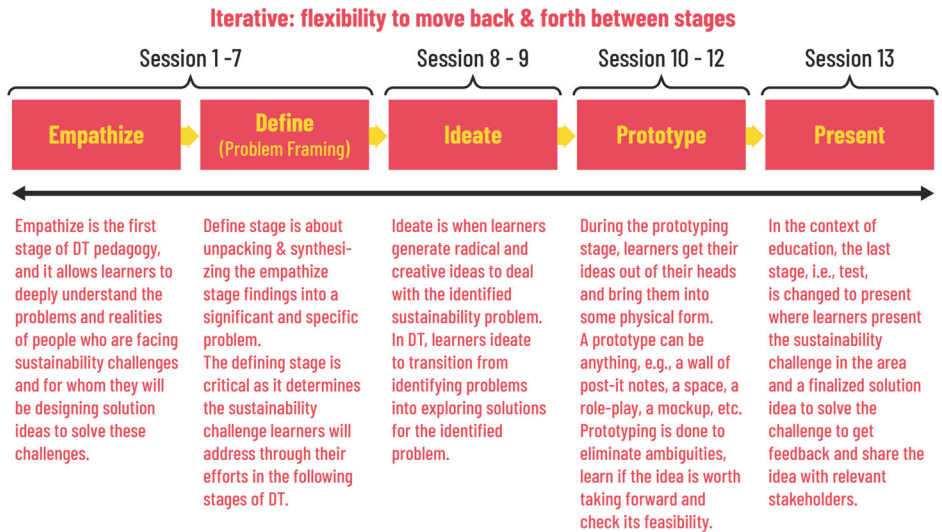 Iterative: flexibility to move back & forth between stages
Session 1 -7
Session 8 - 9
Session 10 - 12
Session 13
Empathize
Define
(Problem Framing)
Ideate
Prototype
Present
Empathize is the first
stage of DT pedagogy,
and it allows learners to
deeply understand the
problems and realities
of people who are facing
sustainability challenges
and for whom they will
be designing solution
ideas to solve these
challenges.
Define stage is about
unpacking & synthesi-
zing the empathize
stage findings into a
significant and specific
problem.
The defining stage is
critical as it determines
the sustainability
challenge learners will
address through their
efforts in the following
stages of DT.
Ideate is when learners
generate radical and
creative ideas to deal
with the identified
sustainability problem.
In DT, learners ideate
to transition from
identifying problems
into exploring solutions
for the identified
problem.
During the prototyping
stage, learners get their
ideas out of their heads
and bring them into
some physical form.
A prototype can be
anything, e.g., a wall of
post-it notes, a space, a
role-play, a mockup, etc.
Prototyping is done to
eliminate ambiguities,
learn if the idea is worth
taking forward and
check its feasibility.
In the context of
education, the last
stage, i.e., test,
is changed to present
where learners present
the sustainability
challenge in the area
and a finalized solution
idea to solve the
challenge to get
feedback and share the
idea with relevant
stakeholders.